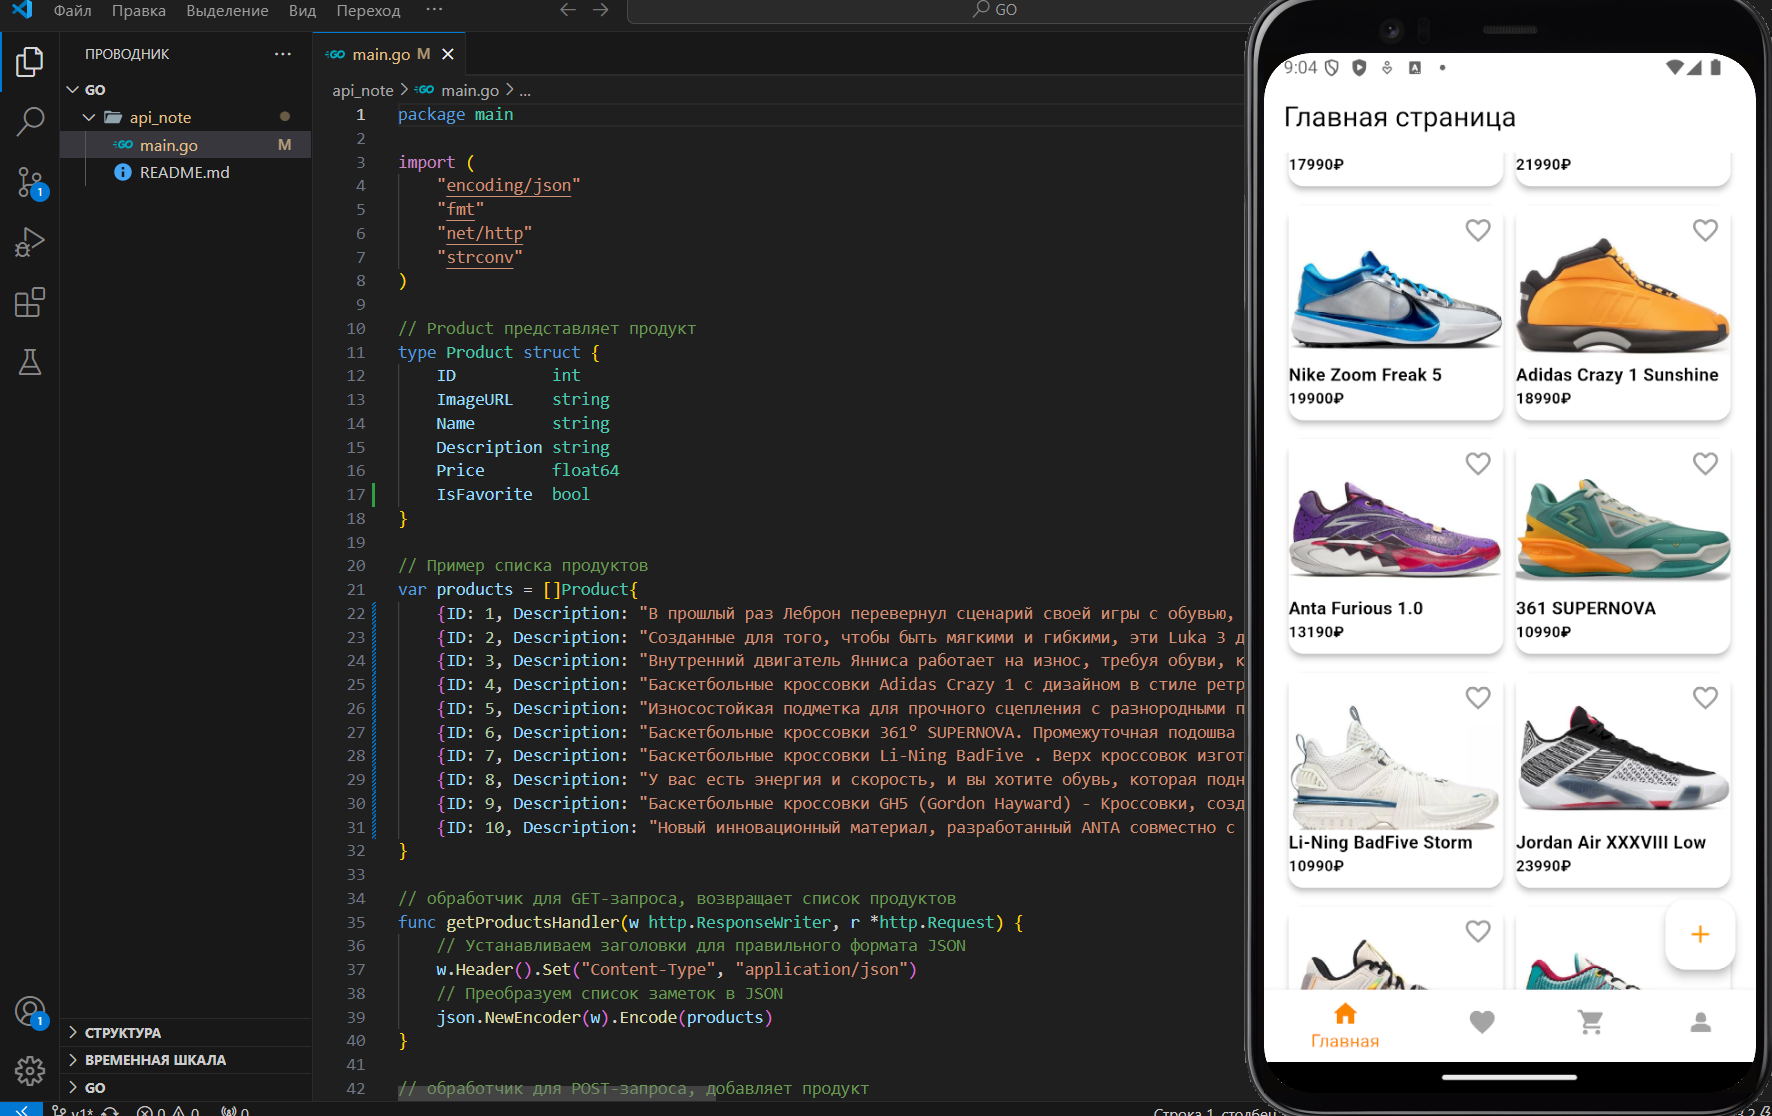 Файл Правка Выделение Вид Переход ...
GO
ПРОВОДНИК ...
GO
api_note
main.go M
README.md
1
1
СТРУКТУРА
ВРЕМЕННАЯ ШКАЛА
GO
main.go M
api_note > main.go > ...
1 package main
2
3 import (
4 "encoding/json"
5 "fmt"
6 "net/http"
7 "strconv"
8 )
9
10 // Product представляет продукт
11 type Product struct {
12 ID int
13 ImageURL string
14 Name string
15 Description string
16 Price float64
17 IsFavorite bool
18 }
19
20 // Пример списка продуктов
21 var products = []Product{
22 {ID: 1, Description: "В прошлый раз Леброн перевернул сценарий своей игры с обувью,
23 {ID: 2, Description: "Созданные для того, чтобы быть мягкими и гибкими, эти Luka 3 д
24 {ID: 3, Description: "Внутренний двигатель Янниса работает на износ, требуя обуви, к
25 {ID: 4, Description: "Баскетбольные кроссовки Adidas Crazy 1 с дизайном в стиле ретр
26 {ID: 5, Description: "Износостойкая подметка для прочного сцепления с разнородными п
27 {ID: 6, Description: "Баскетбольные кроссовки 361° SUPERNOVA. Промежуточная подошва
28 {ID: 7, Description: "Баскетбольные кроссовки Li-Ning BadFive . Верх кроссовок изгот
29 {ID: 8, Description: "У вас есть энергия и скорость, и вы хотите обувь, которая подн
30 {ID: 9, Description: "Баскетбольные кроссовки GH5 (Gordon Hayward) - Кроссовки, созд
31 {ID: 10, Description: "Новый инновационный материал, разработанный ANTA совместно с
32 }
33
34 // обработчик для GET-запроса, возвращает список продуктов
35 func getProductsHandler(w http.ResponseWriter, r *http.Request) {
36 // Устанавливаем заголовки для правильного формата JSON
37 w.Header().Set("Content-Type", "application/json")
38 // Преобразуем список заметок в JSON
39 json.NewEncoder(w).Encode(products)
40 }
41
42 // обработчик для POST-запроса, добавляет продукт
v1* 0 0 0
Строка 1, столбец
9:04
Главная страница
17990₽ 21990₽
Nike Zoom Freak 5
19900₽
Adidas Crazy 1 Sunshine
18990₽
Anta Furious 1.0
13190₽
361 SUPERNOVA
10990₽
Li-Ning BadFive Storm
10990₽
Jordan Air XXXVIII Low
23990₽
+
Главная